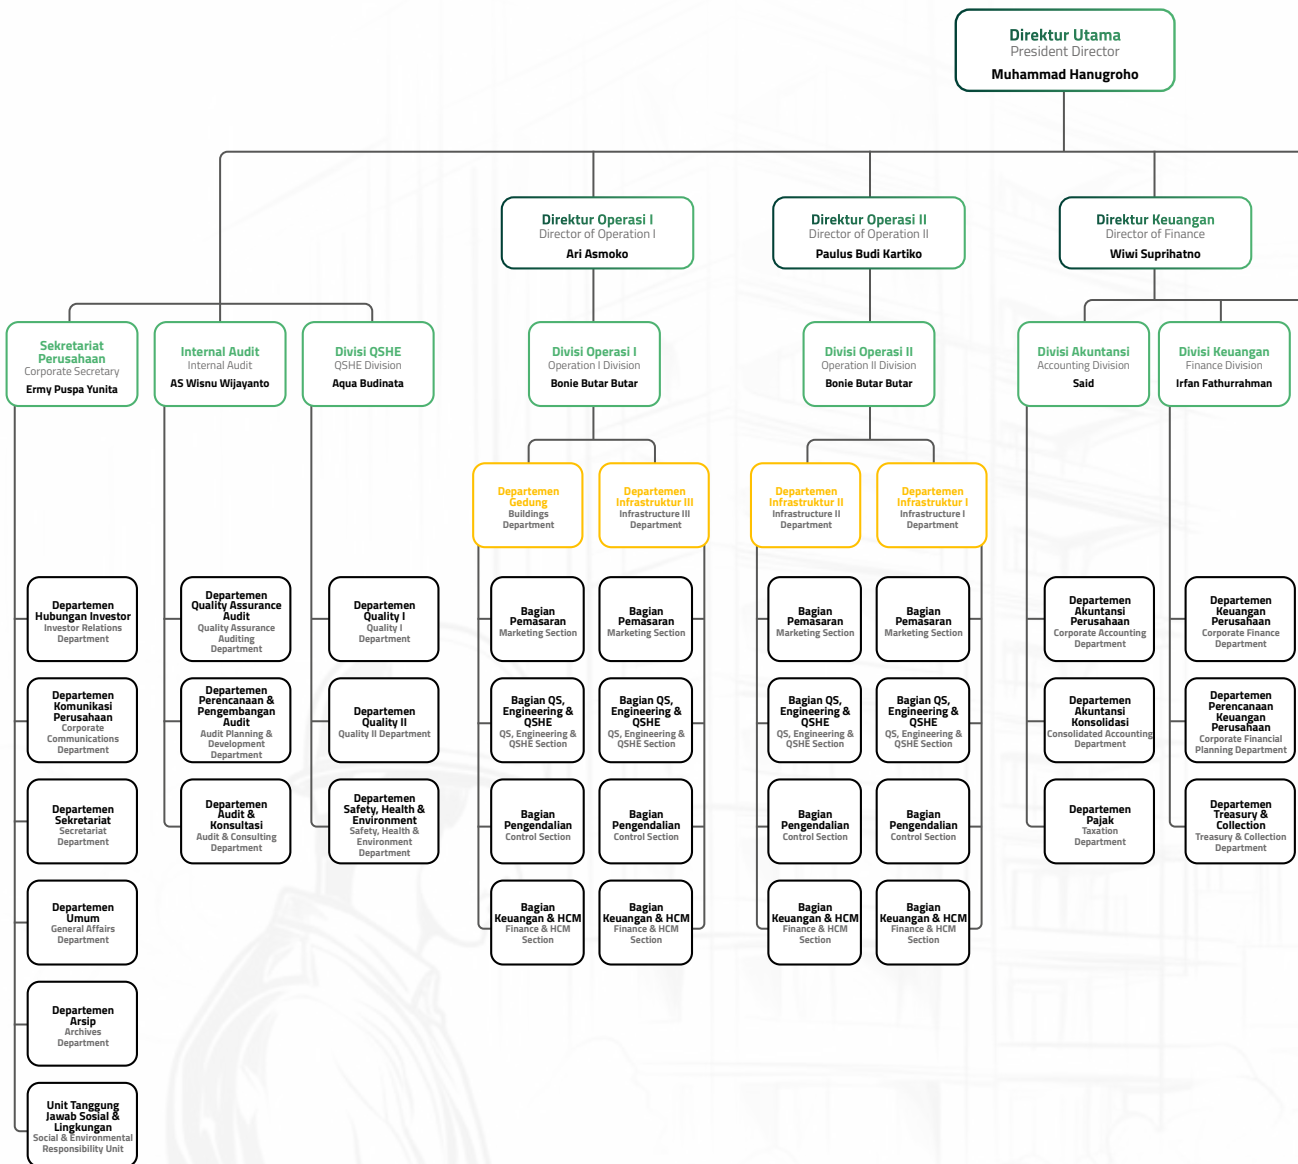 Direktur Utama
President Director
Muhammad Hanugroho
Direktur Operasi I
Director of Operation I
Ari Asmoko
Direktur Operasi II
Director of Operation II
Paulus Budi Kartiko
Direktur Keuangan
Director of Finance
Wiwi Suprihatno
Sekretariat
Perusahaan
Corporate Secretary
Ermy Puspa Yunita
Internal Audit
Internal Audit
AS Wisnu Wijayanto
Divisi QSHE
QSHE Division
Aqua Budinata
Divisi Operasi I
Operation I Division
Bonie Butar Butar
Divisi Operasi II
Operation II Division
Bonie Butar Butar
Divisi Akuntansi
Accounting Division
Said
Divisi Keuangan
Finance Division
Irfan Fathurrahman
Departemen
Gedung
Buildings
Department
Departemen
Infrastruktur III
Infrastructure III
Department
Departemen
Infrastruktur II
Infrastructure II
Department
Departemen
Infrastruktur I
Infrastructure I
Department
Departemen
Hubungan Investor
Investor Relations
Department
Departemen
Quality Assurance
Audit
Quality Assurance
Auditing
Department
Departemen
Quality I
Quality I
Department
Bagian
Pemasaran
Marketing Section
Bagian
Pemasaran
Marketing Section
Bagian
Pemasaran
Marketing Section
Bagian
Pemasaran
Marketing Section
Departemen
Akuntansi
Perusahaan
Corporate Accounting
Department
Departemen
Keuangan
Perusahaan
Corporate Finance
Department
Departemen
Komunikasi
Perusahaan
Corporate
Communications
Department
Departemen
Perencanaan &
Pengembangan
Audit
Audit Planning &
Development
Department
Departemen
Quality II
Quality II Department
Bagian QS,
Engineering &
QSHE
QS, Engineering &
QSHE Section
Bagian QS,
Engineering &
QSHE
QS, Engineering &
QSHE Section
Bagian QS,
Engineering &
QSHE
QS, Engineering &
QSHE Section
Bagian QS,
Engineering &
QSHE
QS, Engineering &
QSHE Section
Departemen
Akuntansi
Konsolidasi
Consolidated Accounting
Department
Departemen
Perencanaan
Keuangan
Perusahaan
Corporate Financial
Planning Department
Departemen
Sekretariat
Secretariat
Department
Departemen
Audit &
Konsultasi
Audit & Consulting
Department
Departemen
Safety, Health &
Environment
Safety, Health &
Environment
Department
Bagian
Pengendalian
Control Section
Bagian
Pengendalian
Control Section
Bagian
Pengendalian
Control Section
Bagian
Pengendalian
Control Section
Departemen
Pajak
Taxation
Department
Departemen
Treasury &
Collection
Treasury & Collection
Department
Departemen
Umum
General Affairs
Department
Bagian
Keuangan & HCM
Finance & HCM
Section
Bagian
Keuangan & HCM
Finance & HCM
Section
Bagian
Keuangan & HCM
Finance & HCM
Section
Bagian
Keuangan & HCM
Finance & HCM
Section
Departemen
Arsip
Archives
Department
Unit Tanggung
Jawab Sosial &
Lingkungan
Social & Environmental
Responsibility Unit